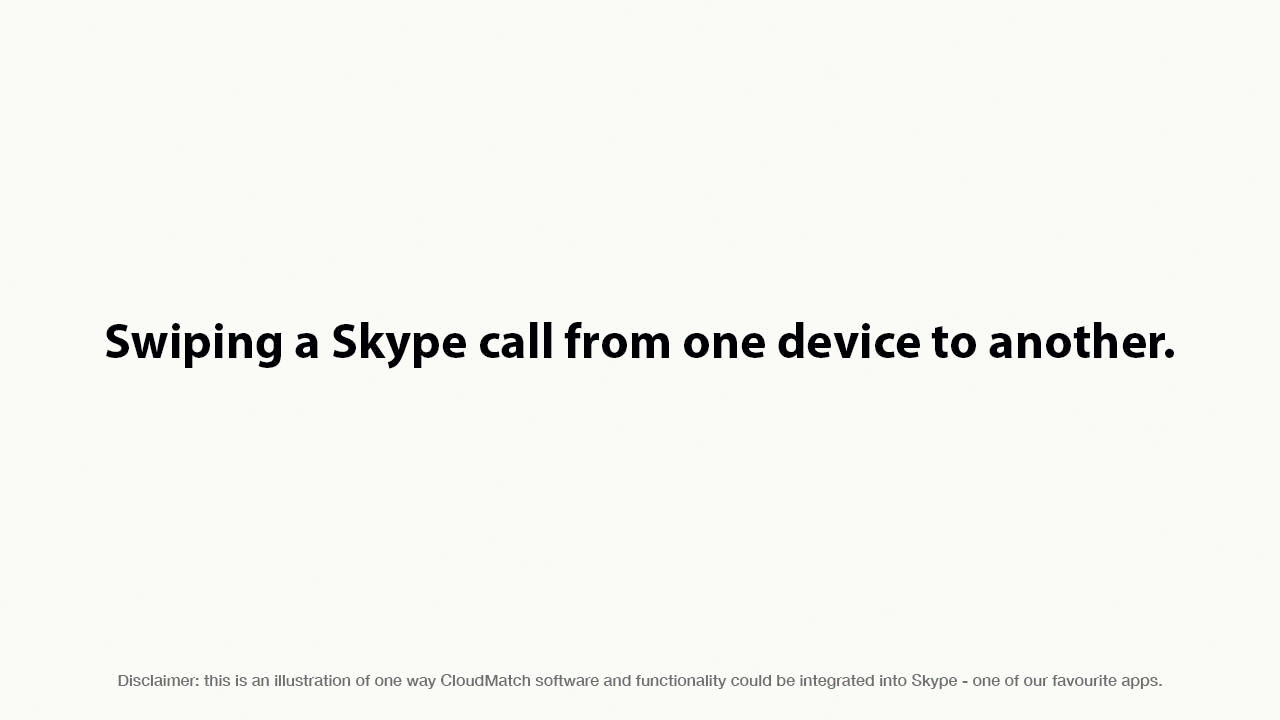 Swiping a Skype call from one device to another.
Disclaimer: this is an illustration of one way CloudMatch software and functionality could be integrated into Skype - one of our favourite apps.